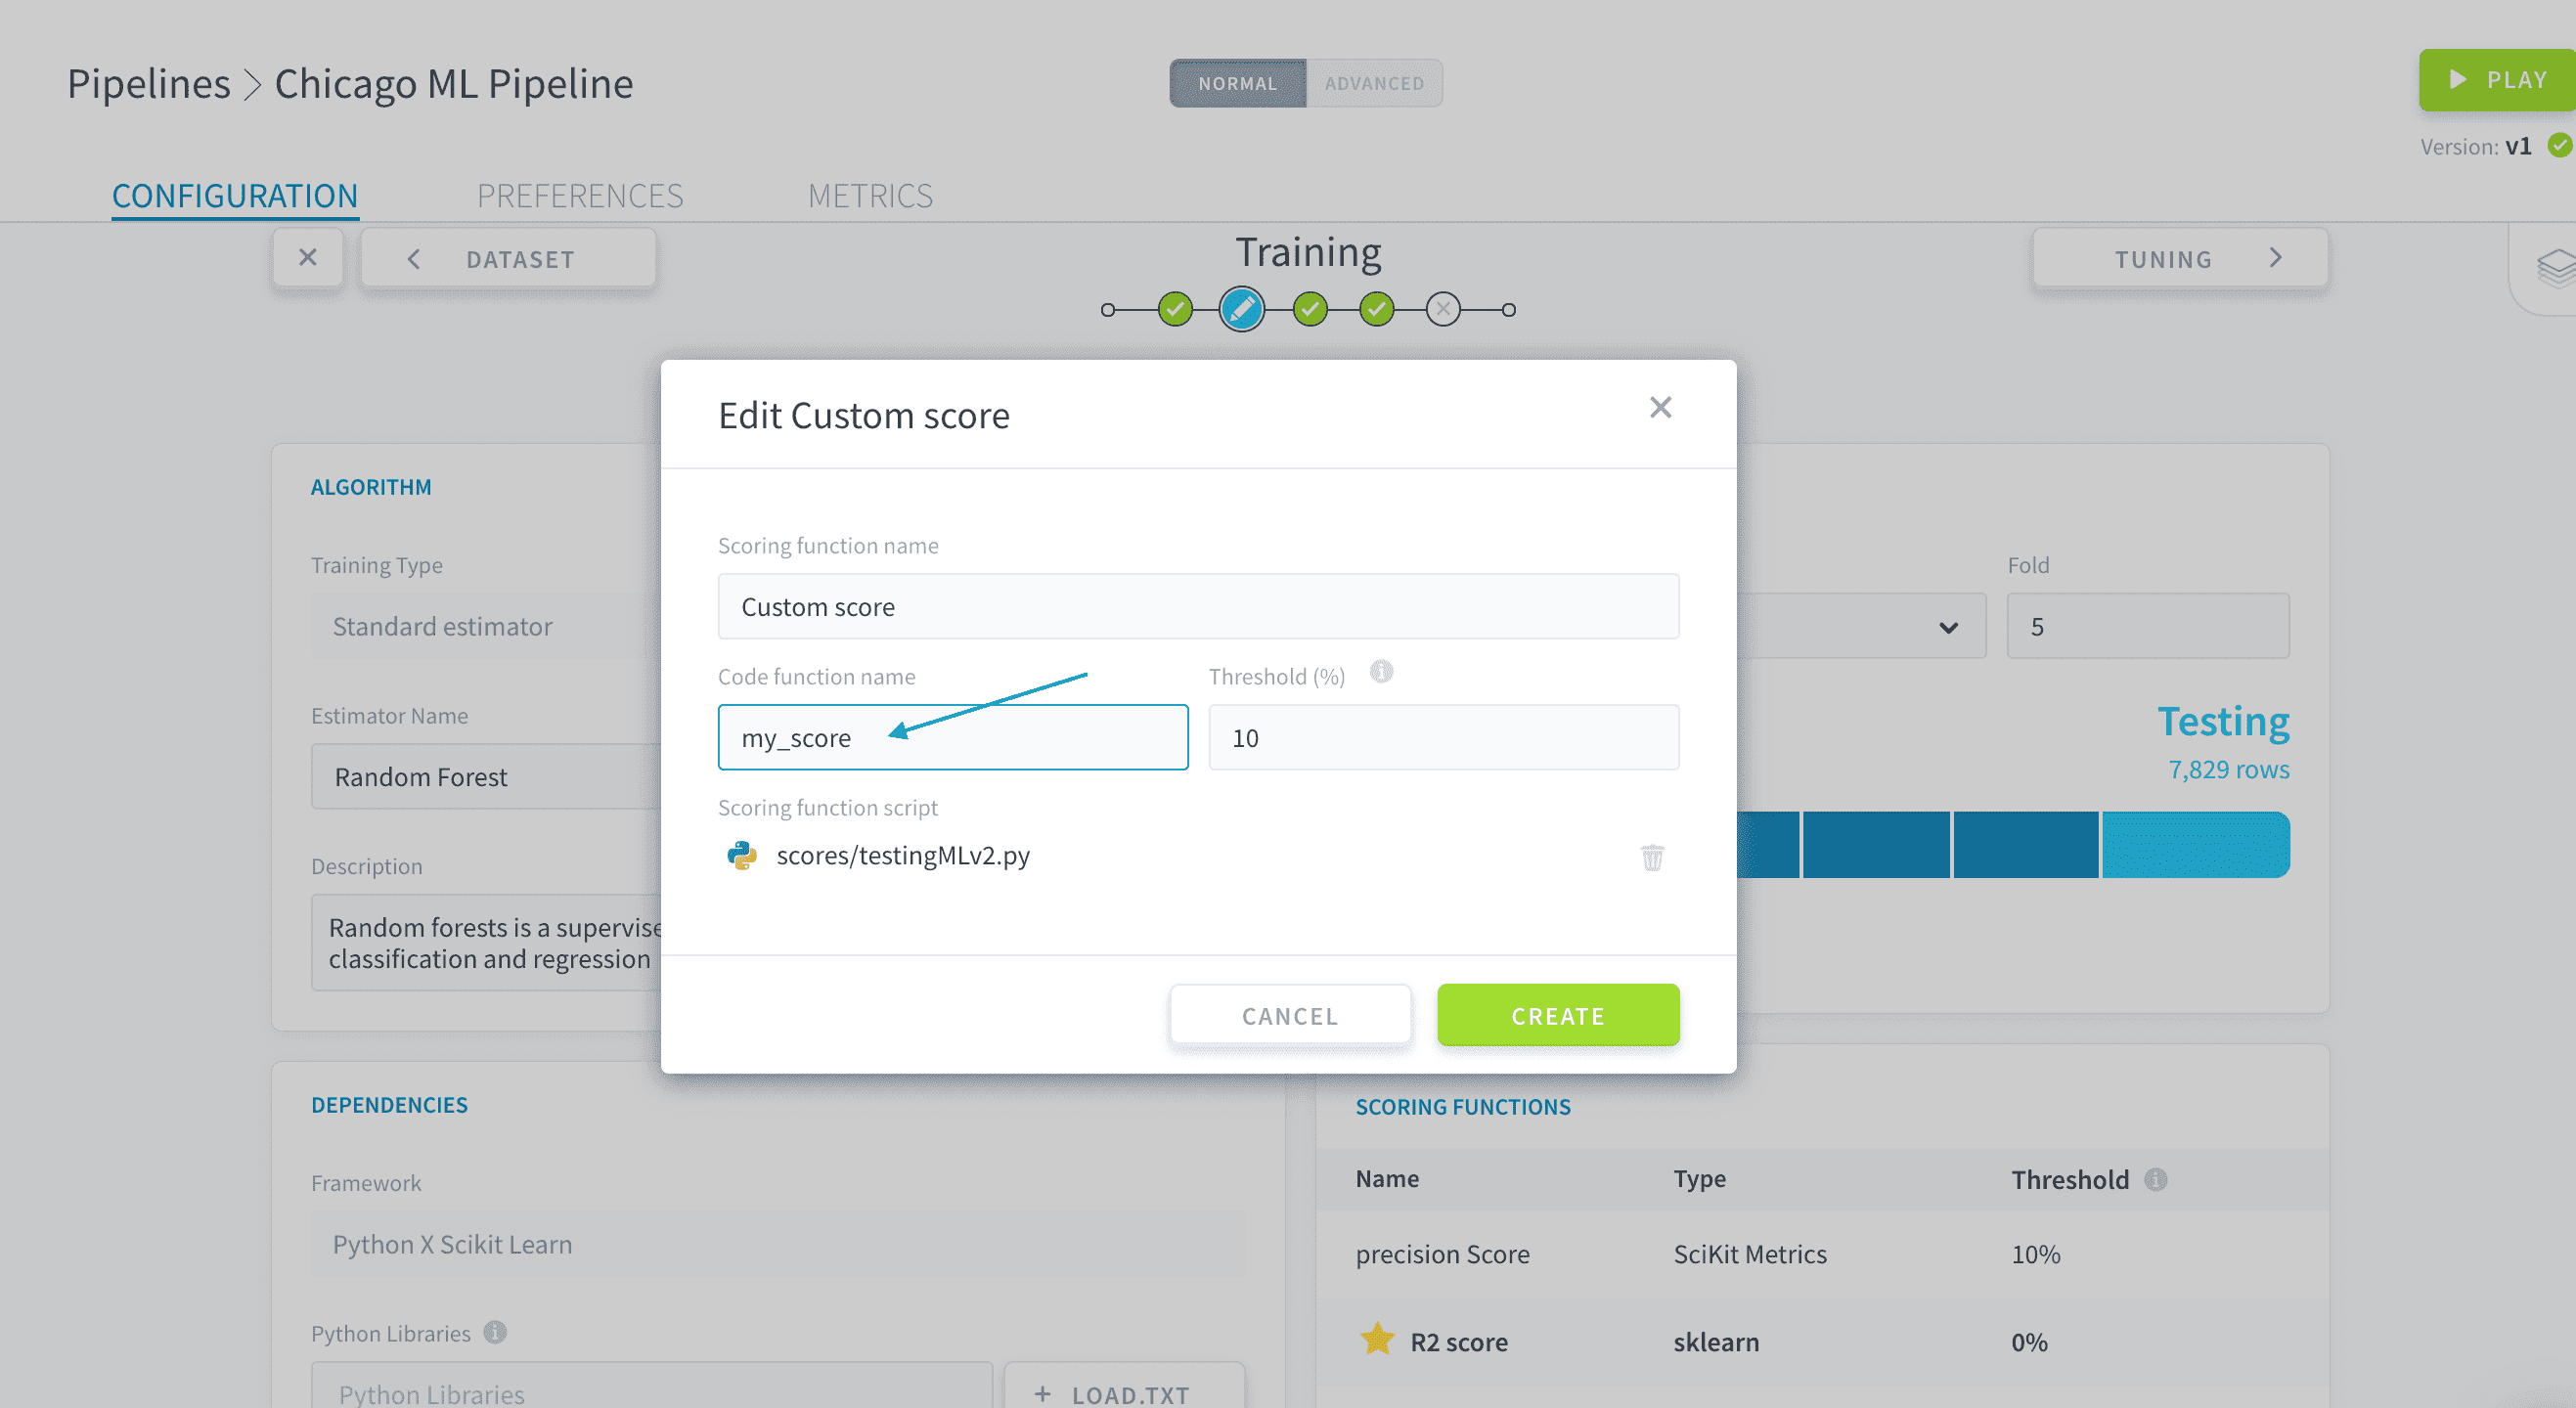 Pipelines > Chicago ML Pipeline
NORMAL
ADVANCED
PLAY
Version: v1
CONFIGURATION
PREFERENCES
METRICS
DATASET
Training
TUNING
Edit Custom score
ALGORITHM
Training Type
Standard estimator
Estimator Name
Random Forest
Description
Random forests is a supervise
classification and regression
Scoring function name
Custom score
Code function name
my_score
Threshold (%)
10
Scoring function script
scores/testingMLv2.py
CANCEL
CREATE
Fold
5
Testing
7,829 rows
DEPENDENCIES
Framework
Python X Scikit Learn
Python Libraries
Python Libraries
+ LOAD.TXT
SCORING FUNCTIONS
Name Type Threshold
precision Score SciKit Metrics 10%
R2 score sklearn 0%